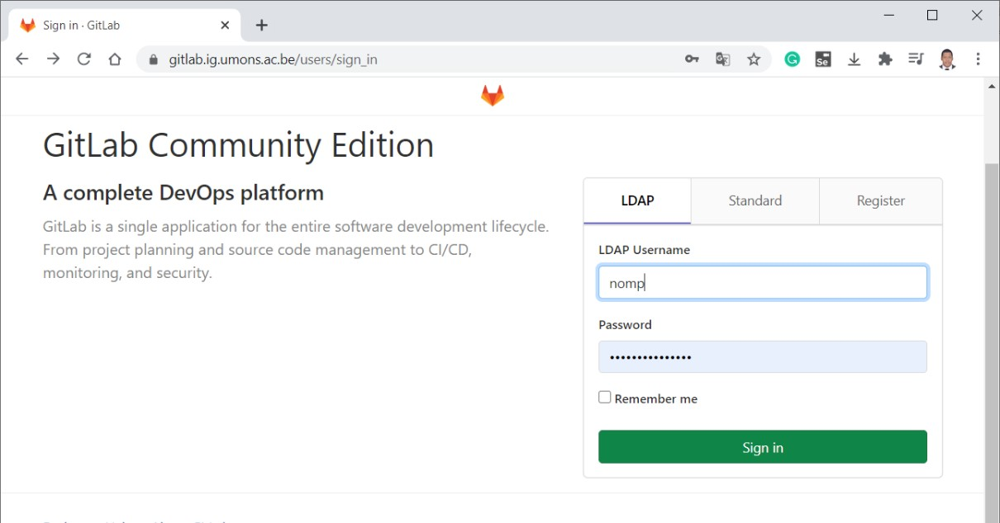 Sign in · GitLab
gitlab.ig.umons.ac.be/users/sign_in
GitLab Community Edition
A complete DevOps platform
GitLab is a single application for the entire software development lifecycle.
From project planning and source code management to CI/CD,
monitoring, and security.
LDAP Standard Register
LDAP Username
nomp
Password
•••••••••••••••
Remember me
Sign in